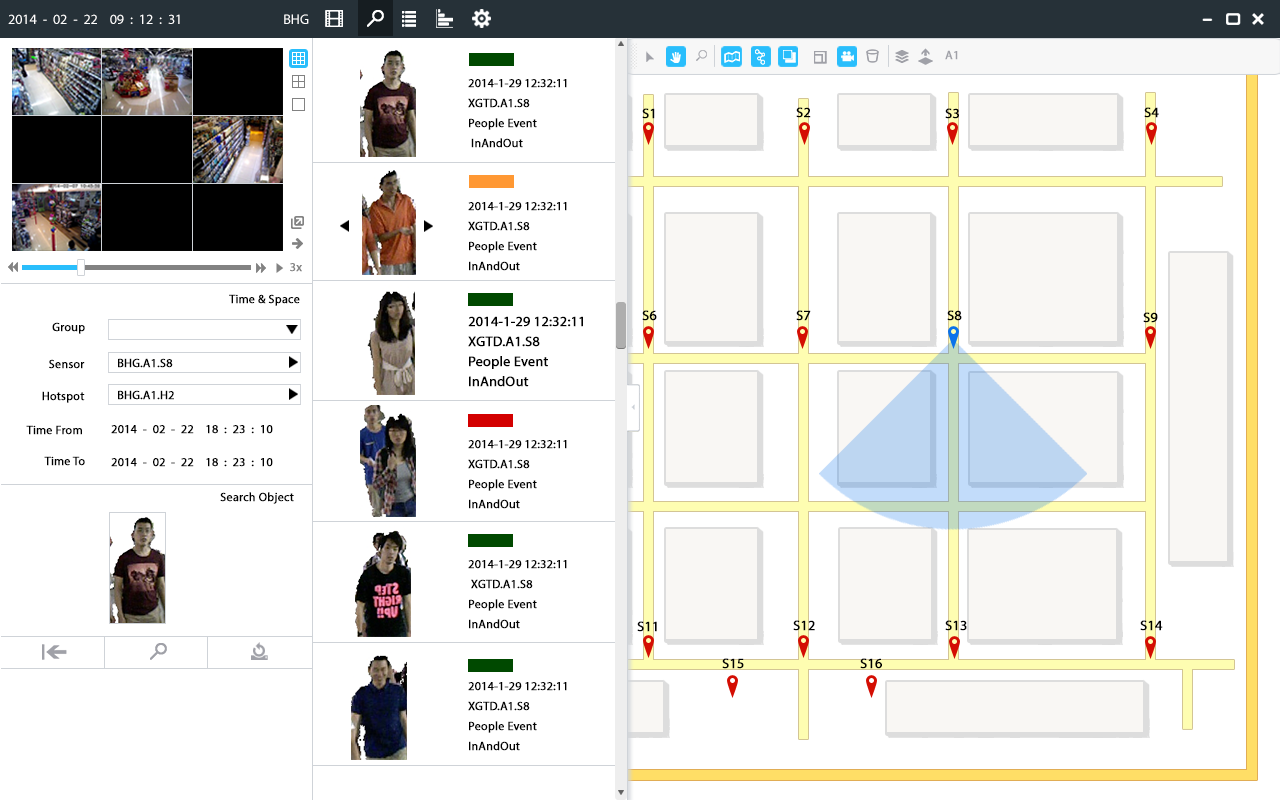 2014 - 02 - 22 09 : 12 : 31
BHG
3x
Time & Space
Group
Sensor BHG.A1.S8
Hotspot BHG.A1.H2
Time From 2014 - 02 - 22 18 : 23 : 10
Time To 2014 - 02 - 22 18 : 23 : 10
Search Object
2014-1-29 12:32:11
XGTD.A1.S8
People Event
InAndOut
2014-1-29 12:32:11
XGTD.A1.S8
People Event
InAndOut
2014-1-29 12:32:11
XGTD.A1.S8
People Event
InAndOut
2014-1-29 12:32:11
XGTD.A1.S8
People Event
InAndOut
STEP
RIGHT
UP!!
2014-1-29 12:32:11
XGTD.A1.S8
People Event
InAndOut
2014-1-29 12:32:11
XGTD.A1.S8
People Event
InAndOut
A1
S1 S2 S3 S4
S6 S7 S8 S9
S11 S12 S13 S14
S15 S16